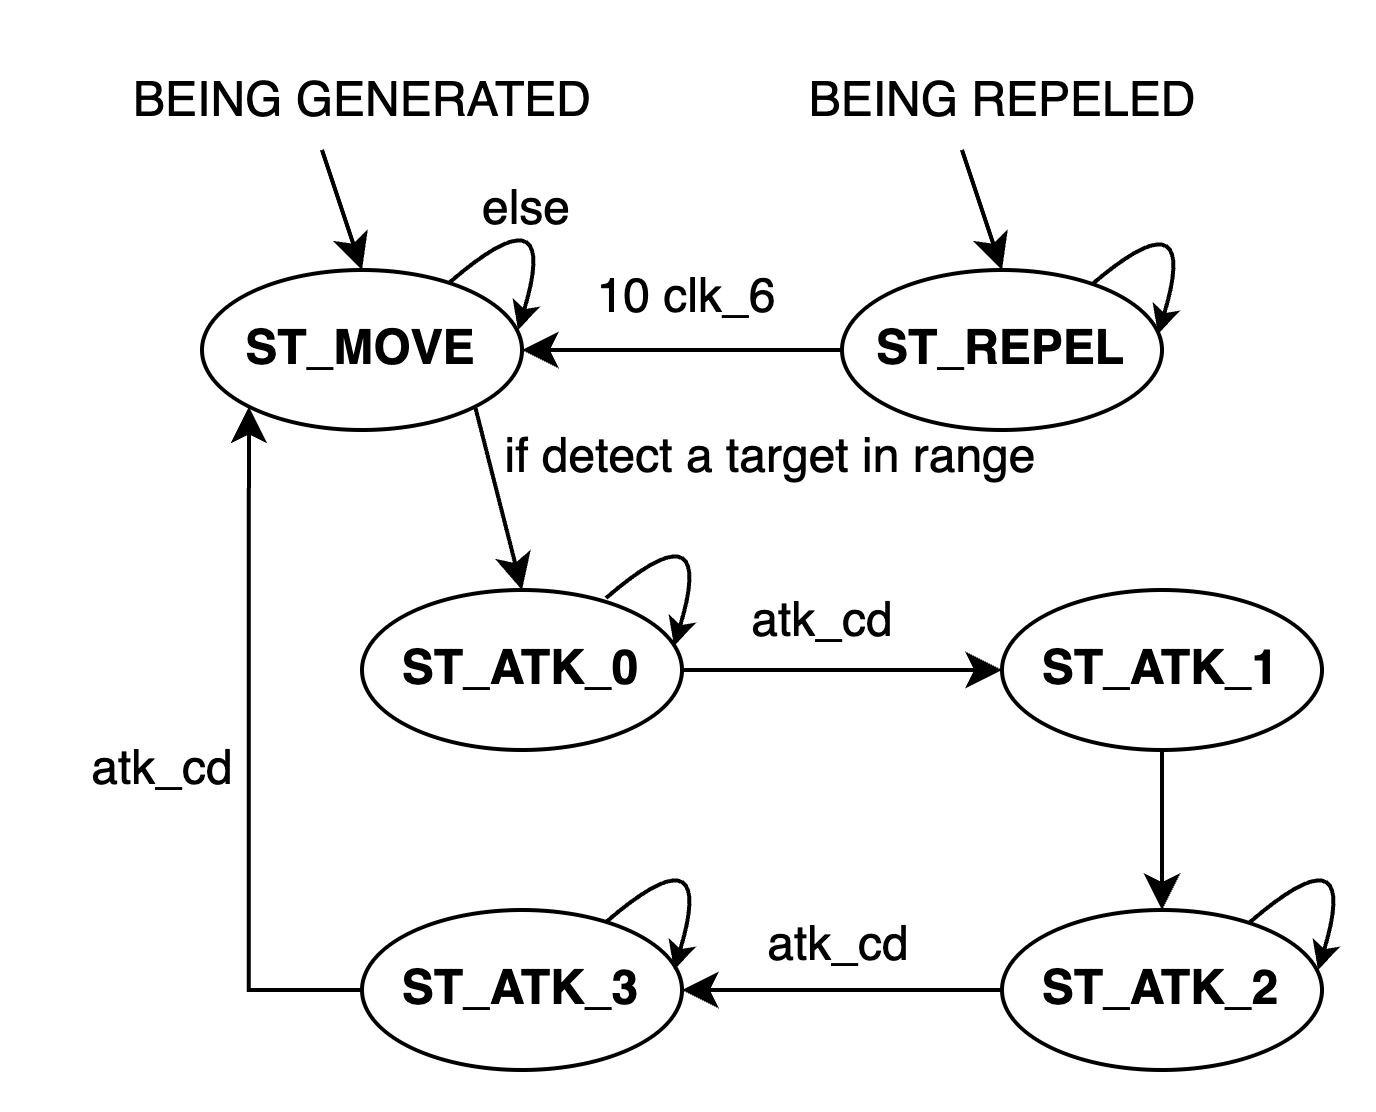 BEING GENERATED
BEING REPELED
else
10 clk_6
ST_MOVE
ST_REPEL
if detect a target in range
atk_cd
ST_ATK_0
ST_ATK_1
atk_cd
atk_cd
ST_ATK_3
ST_ATK_2